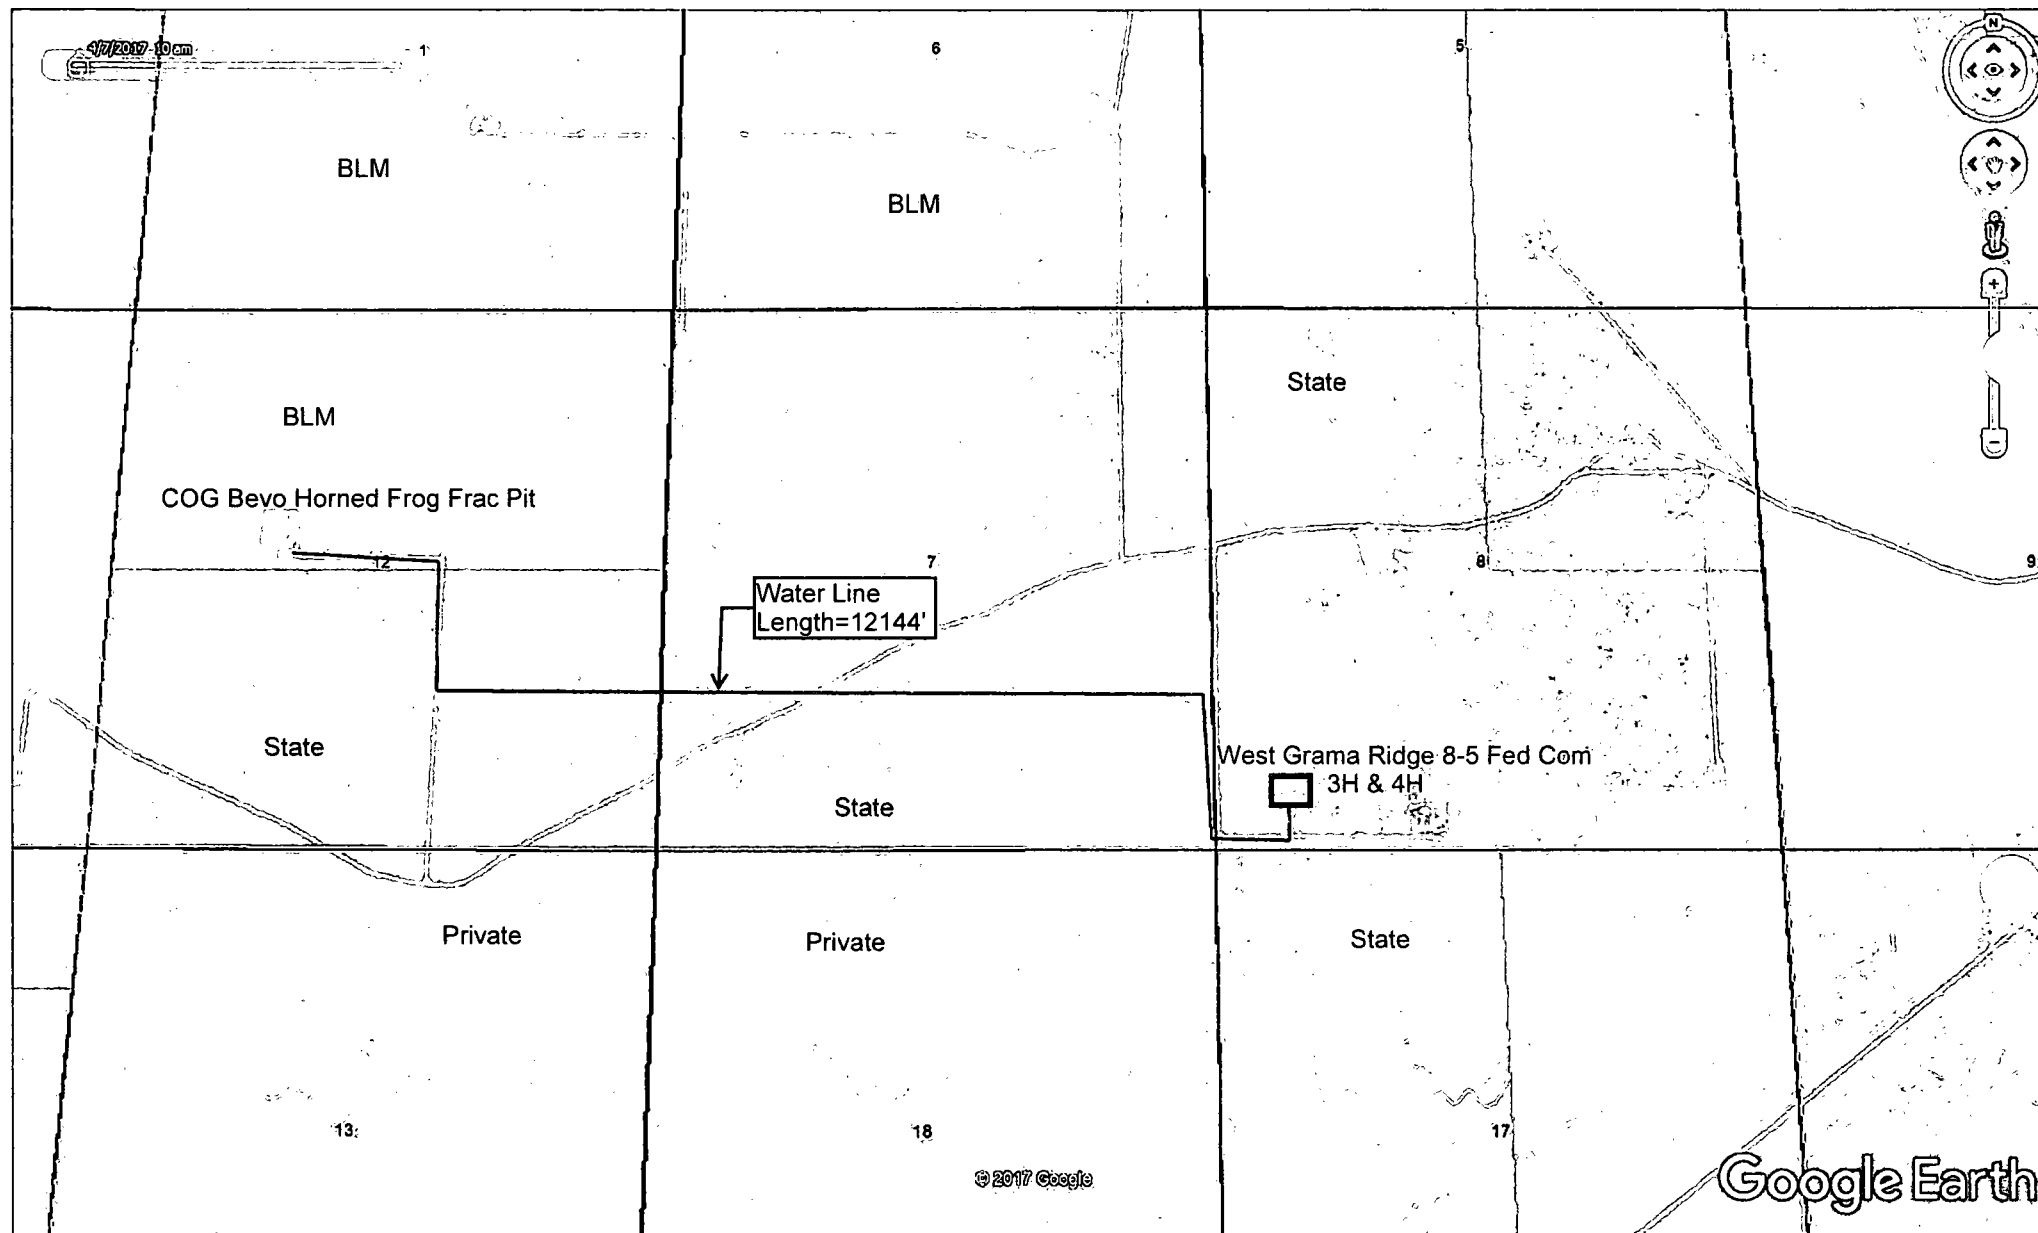 4/7/2017 10 am
1
6
5
N
BLM
BLM
State
BLM
COG Bevo Horned Frog Frac Pit
12
7
8
9
Water Line
Length=12144'
State
West Grama Ridge 8-5 Fed Com
3H & 4H
State
Private
Private
State
13
18
17
© 2017 Google
Google Earth